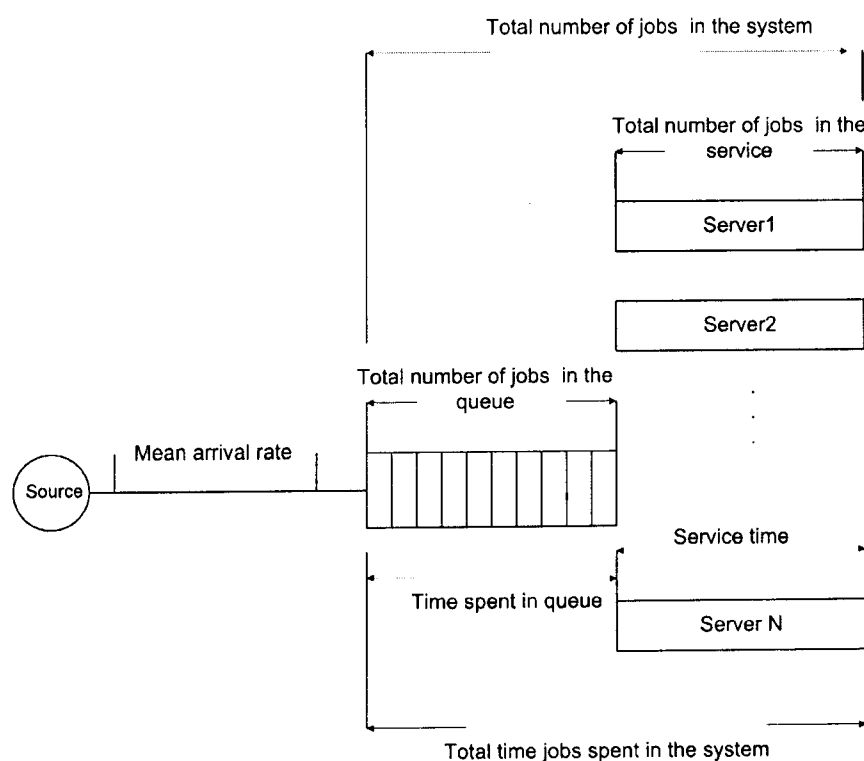 Total number of jobs in the system
Total number of jobs in the
service
Server1
Server2
Total number of jobs in the
queue
Mean arrival rate
Source
Service time
Time spent in queue
Server N
Total time jobs spent in the system